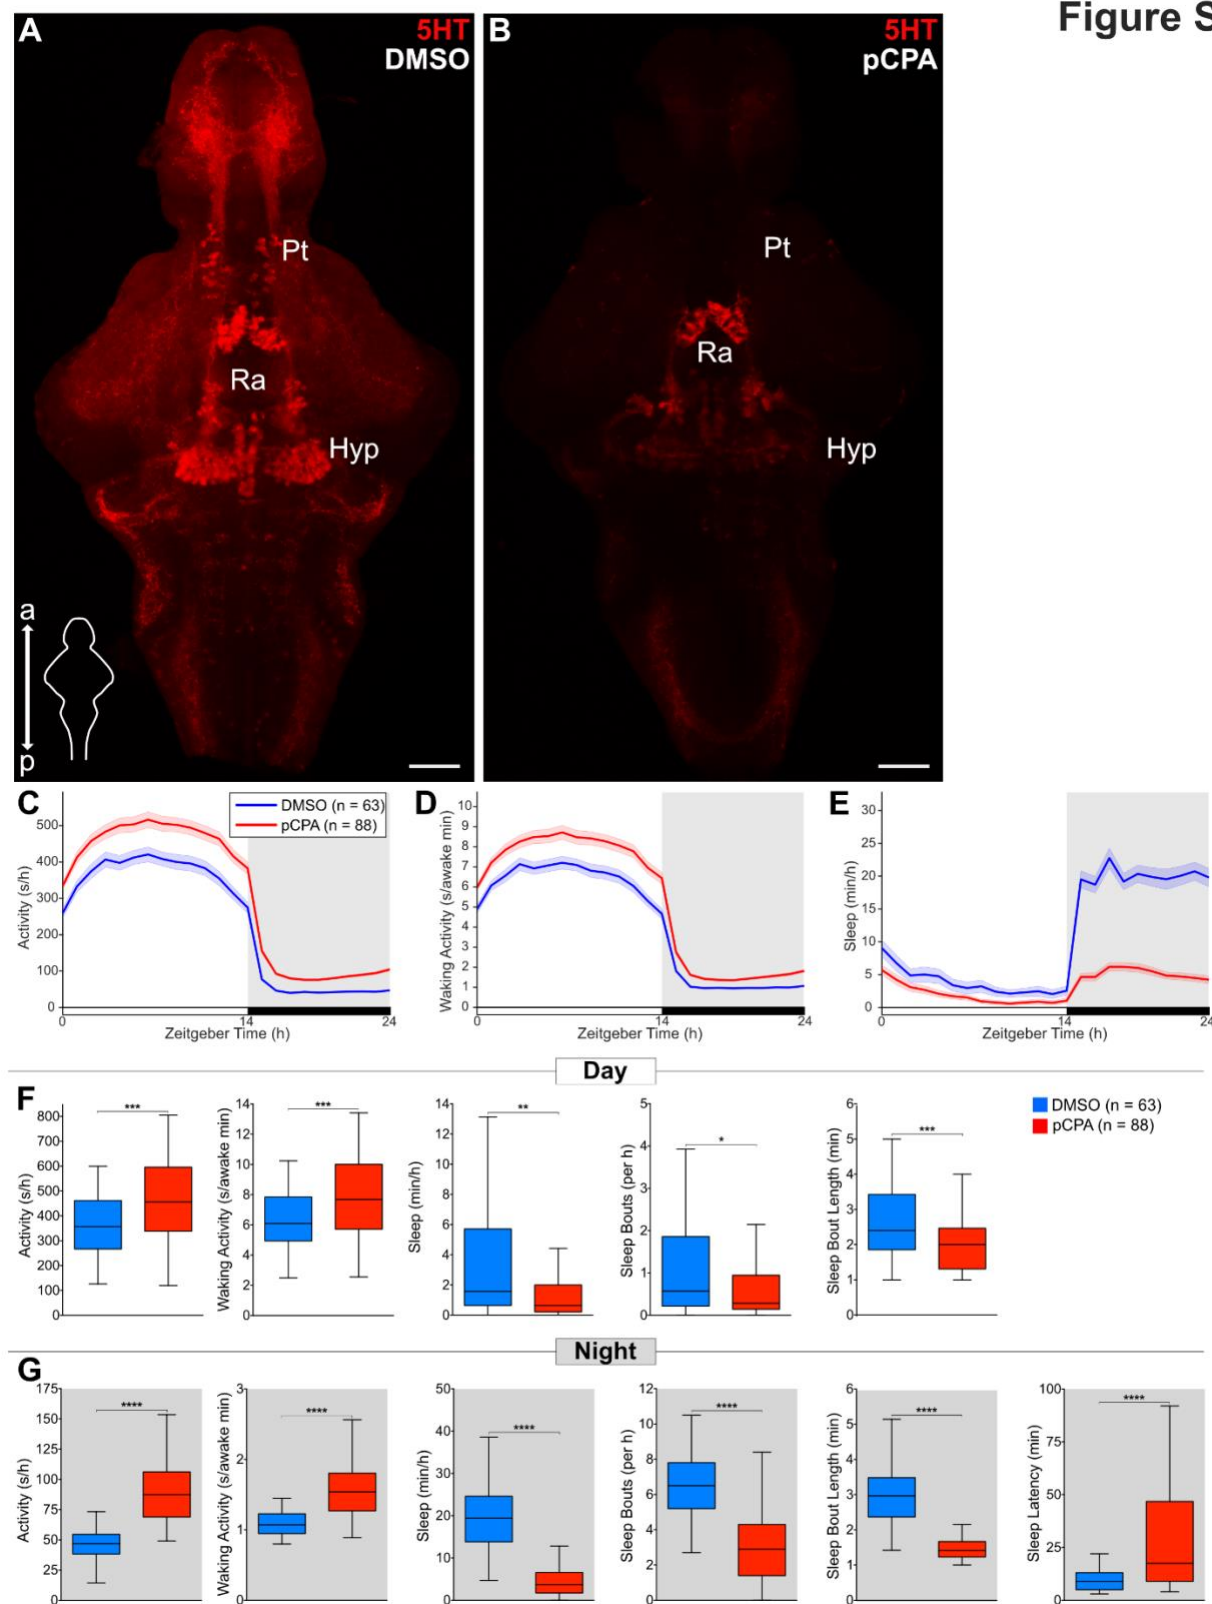 Figure S
A
5HT
DMSO
B
5HT
pCPA
Pt
Pt
Ra
Ra
Hyp
Hyp
a
p
C
Activity (s/h)
500
400
300
200
100
0
DMSO (n = 63)
pCPA (n = 88)
0
14
24
Zeitgeber Time (h)
D
Waking Activity (s/awake min)
10
9
8
7
6
5
4
3
2
1
0
0
14
24
Zeitgeber Time (h)
E
Sleep (min/h)
30
25
20
15
10
5
0
0
14
24
Zeitgeber Time (h)
Day
F
Activity (s/h)
800
700
600
500
400
300
200
100
0
***
Waking Activity (s/awake min)
14
12
10
8
6
4
2
0
***
Sleep (min/h)
14
12
10
8
6
4
2
0
**
Sleep Bouts (per h)
5
4
3
2
1
0
*
Sleep Bout Length (min)
6
5
4
3
2
1
0
***
DMSO (n = 63)
pCPA (n = 88)
Night
G
Activity (s/h)
175
150
125
100
75
50
25
0
****
Waking Activity (s/awake min)
3
2
1
0
****
Sleep (min/h)
50
40
30
20
10
0
****
Sleep Bouts (per h)
12
10
8
6
4
2
0
****
Sleep Bout Length (min)
6
5
4
3
2
1
0
****
Sleep Latency (min)
100
75
50
25
0
****